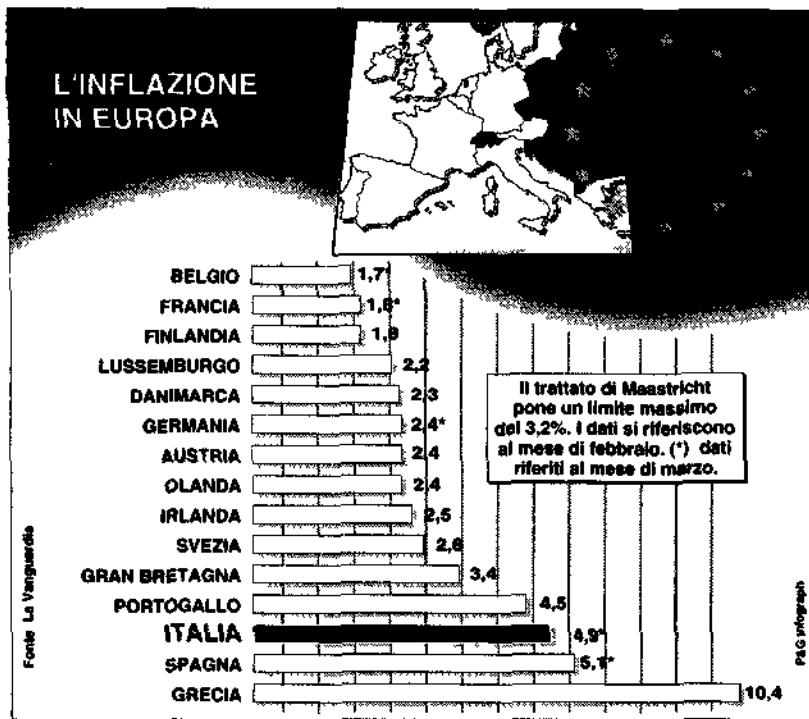 L'INFLAZIONE
IN EUROPA
BELGIO 1,7*
FRANCIA 1,8*
FINLANDIA 1,8
LUSSEMBURGO 2,2
DANIMARCA 2,3
GERMANIA 2,4*
AUSTRIA 2,4
OLANDA 2,4
IRLANDA 2,5
SVEZIA
GRAN BRETAGNA 3,4
PORTOGALLO 4,5
ITALIA 4,9*
SPAGNA 5,1*
GRECIA 10,4
Il trattato di Maastricht
pone un limite massimo
del 3,2%. I dati si riferiscono
al mese di febbraio. (*) dati
riferiti al mese di marzo.
Fonte La Vanguardia
P&G Infograph